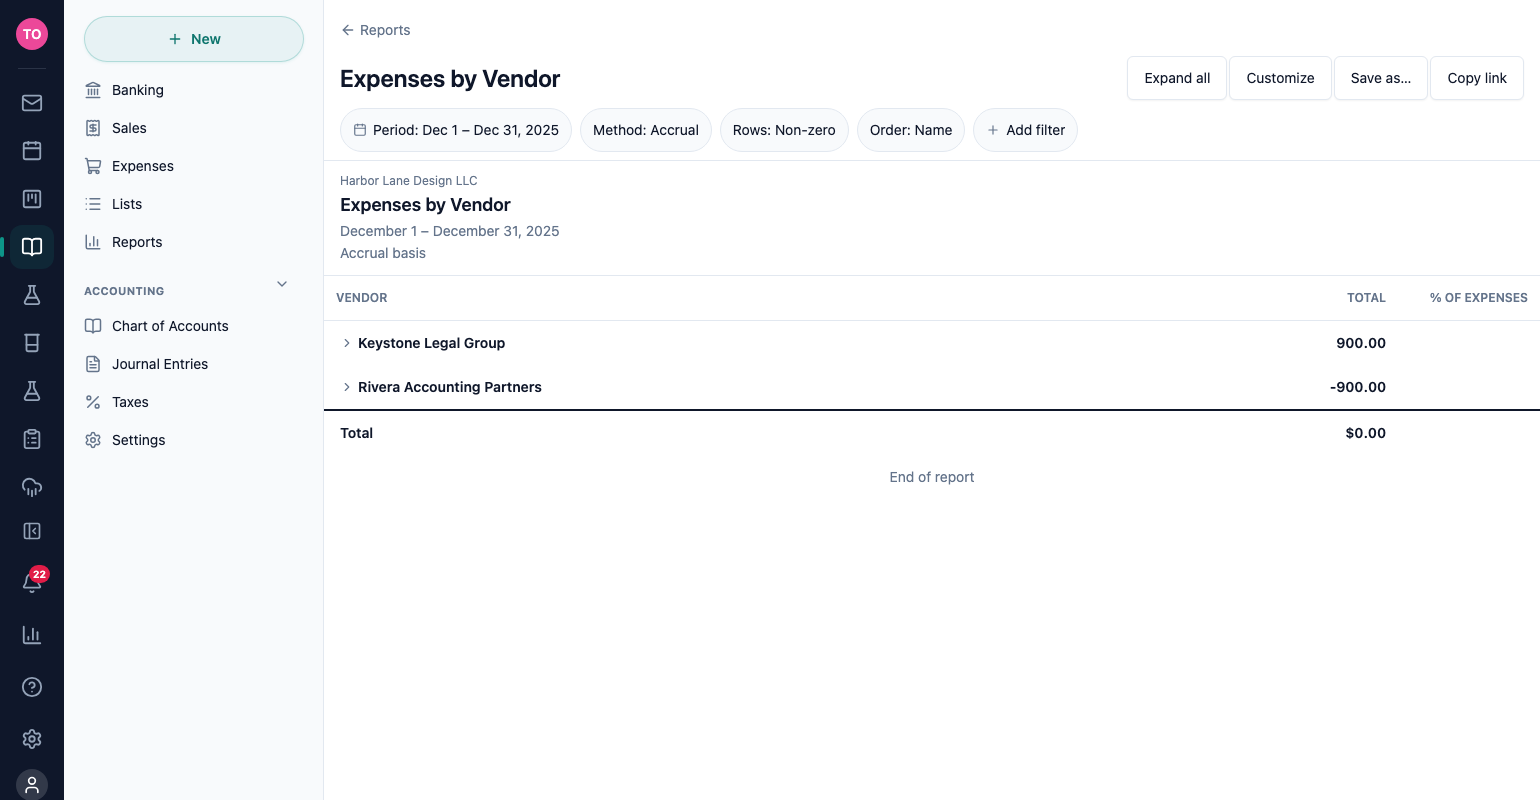 TO
New
Banking
Sales
Expenses
Lists
Reports
ACCOUNTING
Chart of Accounts
Journal Entries
Taxes
Settings
22
Reports
Expenses by Vendor
Expand all
Customize
Save as...
Copy link
Period: Dec 1 – Dec 31, 2025
Method: Accrual
Rows: Non-zero
Order: Name
Add filter
Harbor Lane Design LLC
Expenses by Vendor
December 1 – December 31, 2025
Accrual basis
VENDOR TOTAL % OF EXPENSES
Keystone Legal Group 900.00
Rivera Accounting Partners -900.00
Total $0.00
End of report